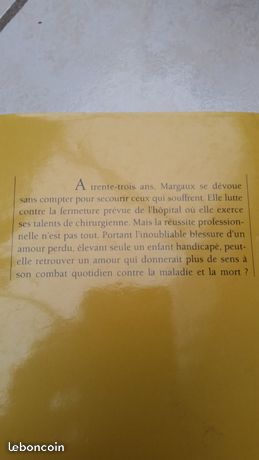 A trente-trois ans, Margaux se dévoue
sans compter pour secourir ceux qui souffrent. Elle lutte
contre la fermeture prévue de l'hôpital où elle exerce
ses talents de chirurgienne. Mais la réussite profession-
nelle n'est pas tout. Portant l'inoubliable blessure d'un
amour perdu, élevant seule un enfant handicapé, peut-
elle retrouver un amour qui donnerait plus de sens à
son combat quotidien contre la maladie et la mort ?
leboncoin